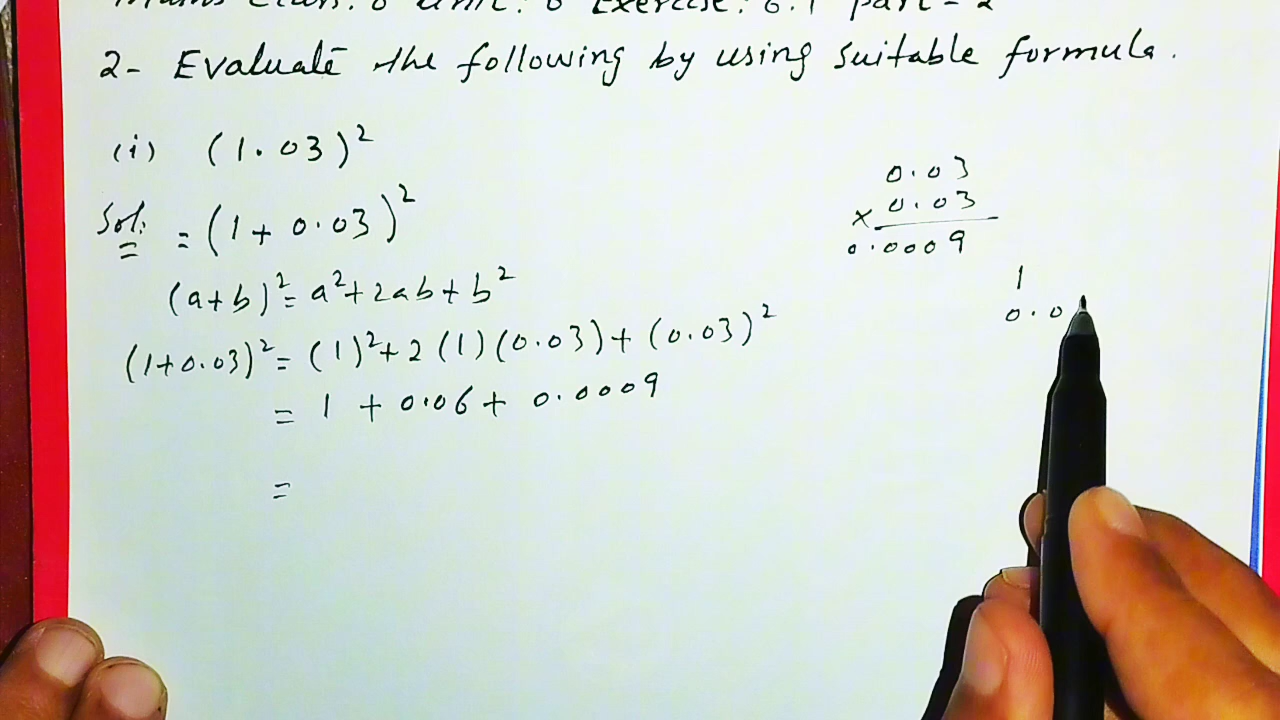 2- Evaluate the following by using suitable formula.
(i) (1.03)²
Sol: = (1+0.03)²
(a+b)²= a²+2ab+b²
(1+0.03)²= (1)²+2(1)(0.03)+(0.03)²
= 1 + 0.06+ 0.0009
=
0.03
× 0.03
0.0009
1
0.0